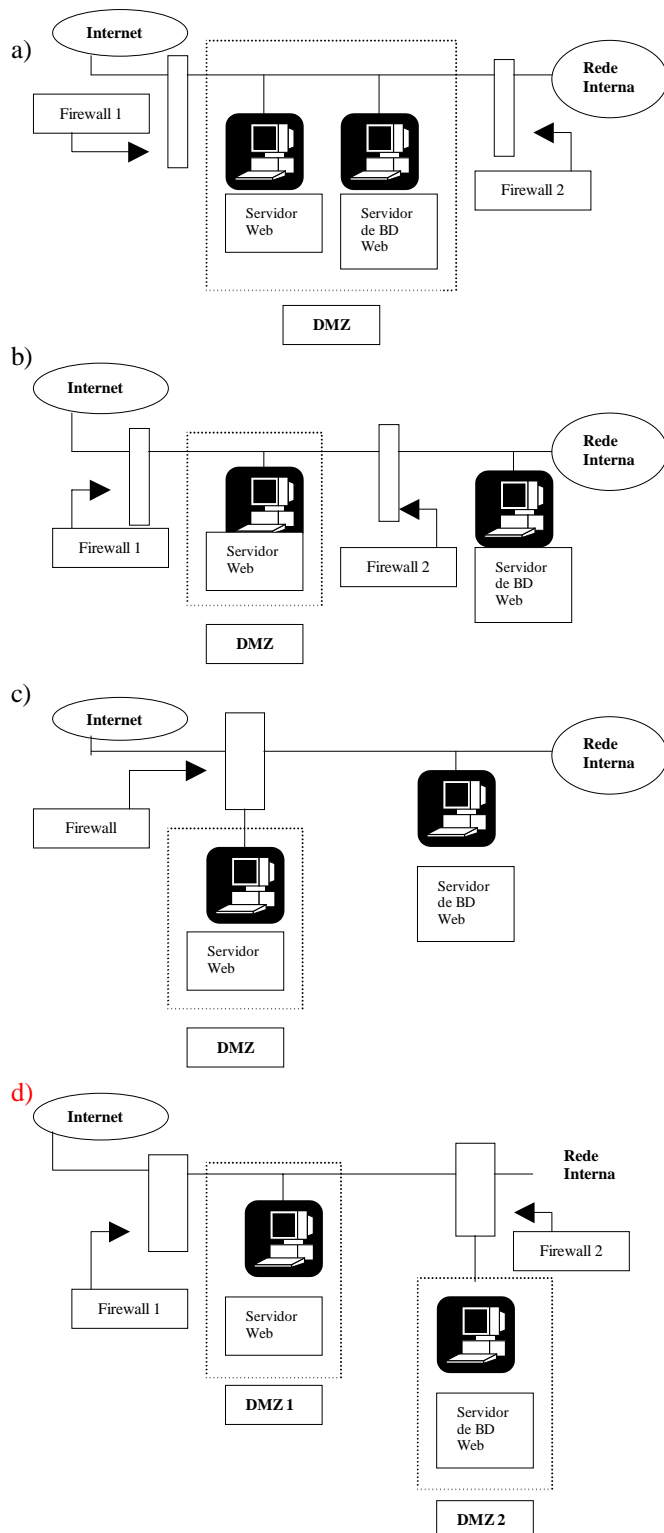 a)
Internet
Rede
Interna
Firewall 1
Firewall 2
Servidor
Web
Servidor
de BD
Web
DMZ
b)
Internet
Rede
Interna
Firewall 1
Servidor
Web
Firewall 2
Servidor
de BD
Web
DMZ
c)
Internet
Rede
Interna
Firewall
Servidor
de BD
Web
Servidor
Web
DMZ
d)
Internet
Rede
Interna
Firewall 2
Firewall 1
Servidor
Web
DMZ 1
Servidor
de BD
Web
DMZ 2